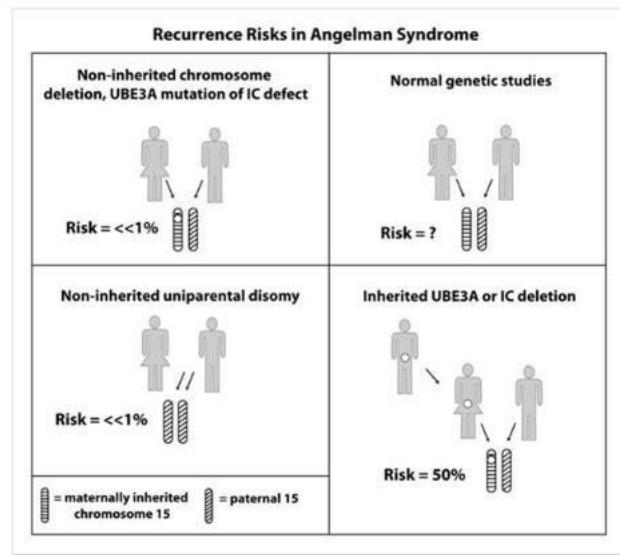 Recurrence Risks in Angelman Syndrome
Non-inherited chromosome
deletion, UBE3A mutation of IC defect
Risk = <<1%
Normal genetic studies
Risk = ?
Non-inherited uniparental disomy
Risk = <<1%
= maternally inherited
chromosome 15
= paternal 15
Inherited UBE3A or IC deletion
Risk = 50%